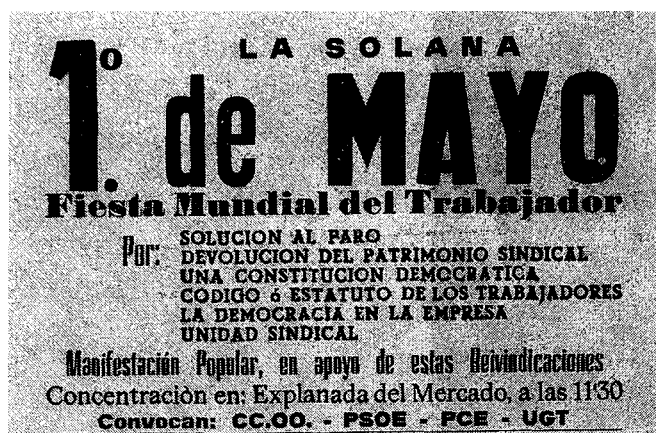 LA SOLANA
1.º de MAYO
Fiesta Mundial del Trabajador
Por:
SOLUCION AL PARO
DEVOLUCION DEL PATRIMONIO SINDICAL
UNA CONSTITUCION DEMOCRATICA
CODIGO ó ESTATUTO DE LOS TRABAJADORES
LA DEMOCRACIA EN LA EMPRESA
UNIDAD SINDICAL
Manifestación Popular, en apoyo de estas Reivindicaciones
Concentraciòn en: Explanada del Mercado, a las 11'30
Convocan: CC.OO. - PSOE - PCE - UGT